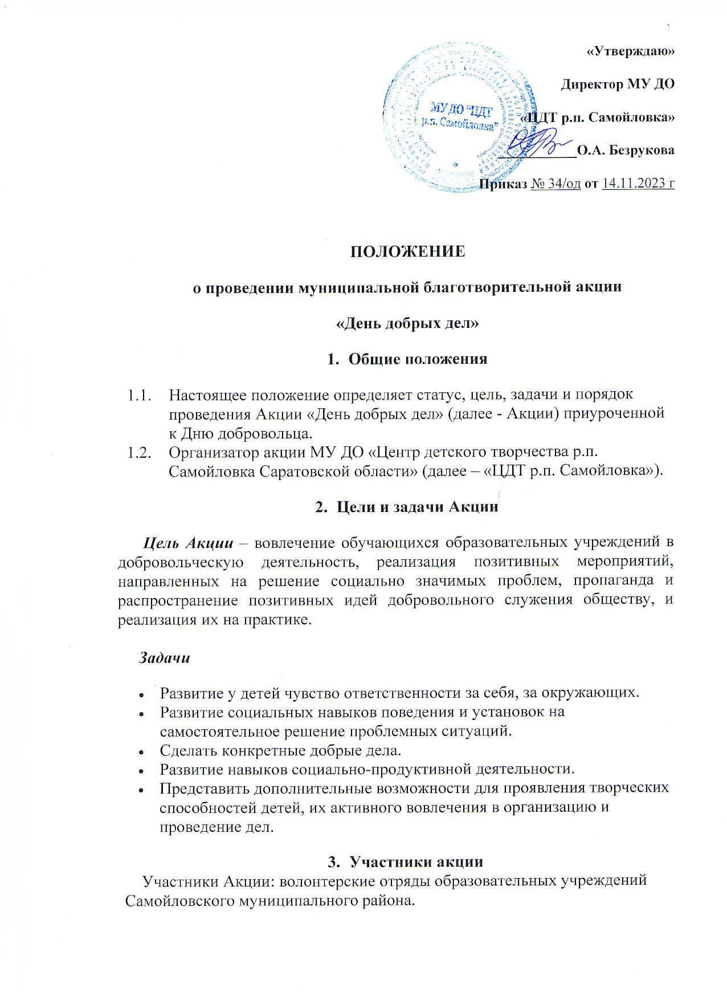 «Утверждаю»
Директор МУ ДО
«ЦДТ р.п. Самойловка»
МУ ДО "ЦДТ
р.п. Самойловка"
____________О.А. Безрукова
Приказ № 34/од от 14.11.2023 г
ПОЛОЖЕНИЕ
о проведении муниципальной благотворительной акции
«День добрых дел»
1. Общие положения
1.1. Настоящее положение определяет статус, цель, задачи и порядок
проведения Акции «День добрых дел» (далее - Акции) приуроченной
к Дню добровольца.
1.2. Организатор акции МУ ДО «Центр детского творчества р.п.
Самойловка Саратовской области» (далее – «ЦДТ р.п. Самойловка»).
2. Цели и задачи Акции
Цель Акции – вовлечение обучающихся образовательных учреждений в
добровольческую деятельность, реализация позитивных мероприятий,
направленных на решение социально значимых проблем, пропаганда и
распространение позитивных идей добровольного служения обществу, и
реализация их на практике.
Задачи
• Развитие у детей чувство ответственности за себя, за окружающих.
• Развитие социальных навыков поведения и установок на
самостоятельное решение проблемных ситуаций.
• Сделать конкретные добрые дела.
• Развитие навыков социально-продуктивной деятельности.
• Представить дополнительные возможности для проявления творческих
способностей детей, их активного вовлечения в организацию и
проведение дел.
3. Участники акции
Участники Акции: волонтерские отряды образовательных учреждений
Самойловского муниципального района.